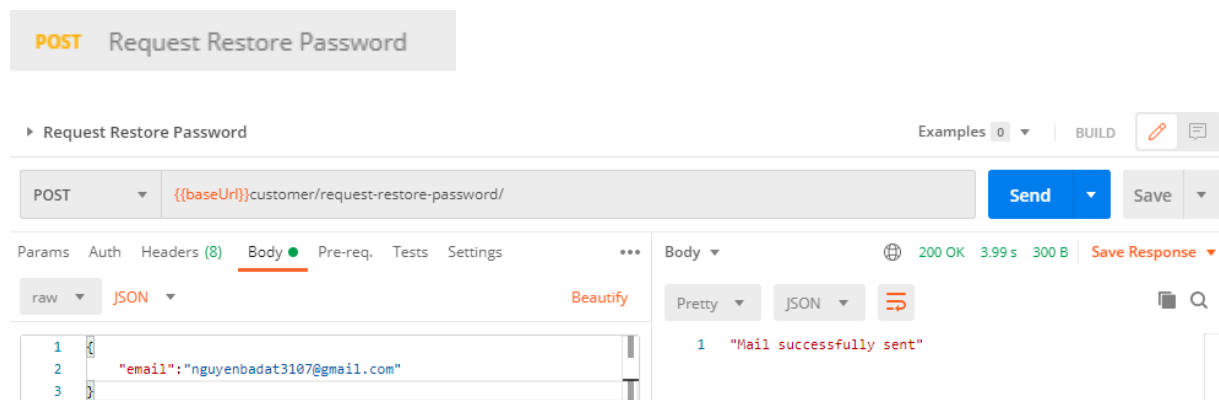 POST Request Restore Password
Request Restore Password Examples 0 BUILD
POST {{baseUrl}}customer/request-restore-password/ Send Save
Params Auth Headers (8) Body Pre-req. Tests Settings ••• Body 200 OK 3.99 s 300 B Save Response
raw JSON Beautify Pretty JSON
1 { 1 "Mail successfully sent"
2 "email":"nguyenbadat3107@gmail.com"
3 }